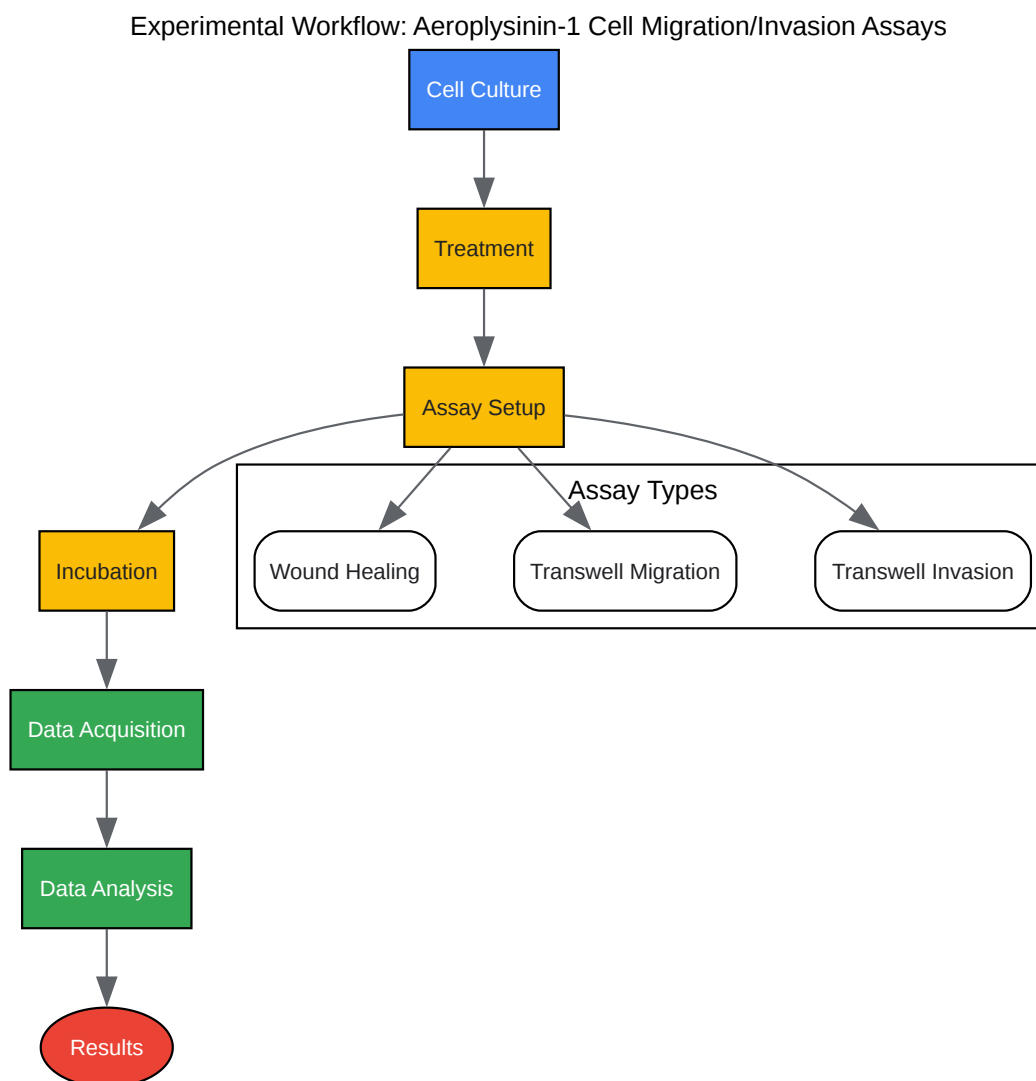 Experimental Workflow: Aeroplysinin-1 Cell Migration/Invasion Assays
Cell Culture
Treatment
Assay Setup
Assay Types
Incubation
Wound Healing
Transwell Migration
Transwell Invasion
Data Acquisition
Data Analysis
Results